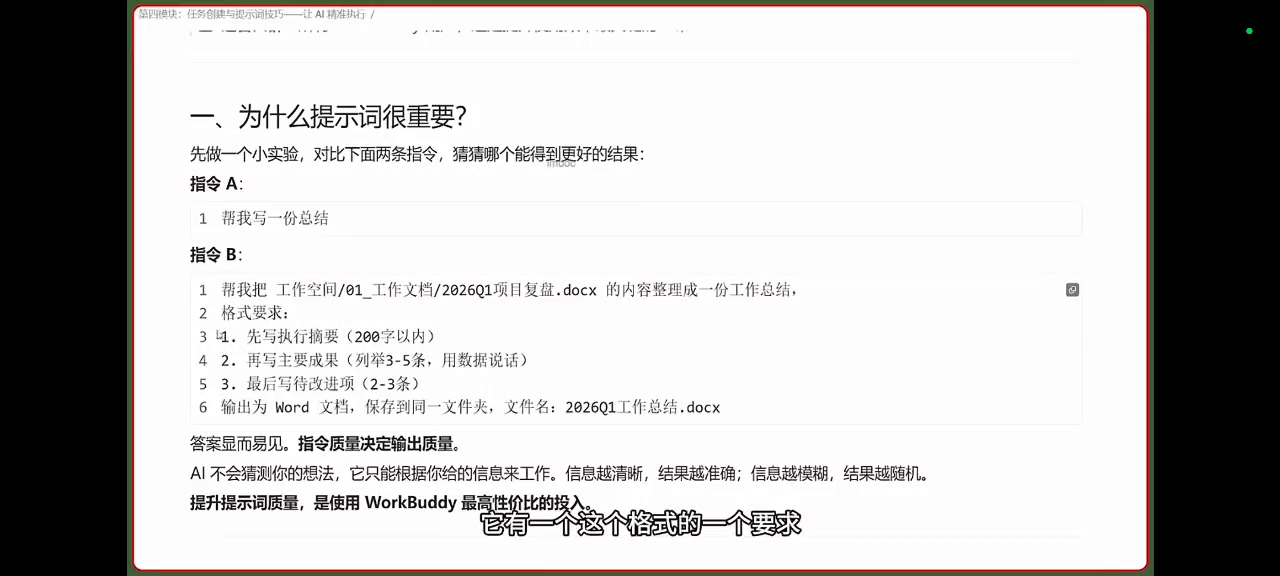 第四模块：任务创建与提示词技巧——让 AI 精准执行 /
一、为什么提示词很重要？
先做一个小实验，对比下面两条指令，猜猜哪个能得到更好的结果：
指令 A：
1 帮我写一份总结
指令 B：
1 帮我把 工作空间/01_工作文档/2026Q1项目复盘.docx 的内容整理成一份工作总结，
2 格式要求：
3 1. 先写执行摘要（200字以内）
4 2. 再写主要成果（列举3-5条，用数据说话）
5 3. 最后写待改进项（2-3条）
6 输出为 Word 文档，保存到同一文件夹，文件名：2026Q1工作总结.docx
答案显而易见。指令质量决定输出质量。
AI 不会猜测你的想法，它只能根据你给的信息来工作。信息越清晰，结果越准确；信息越模糊，结果越随机。
提升提示词质量，是使用 WorkBuddy 最高性价比的投入。
它有一个这个格式的一个要求